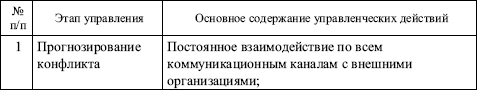 № п/п
Этап управления
Основное содержание управленческих действий
1
Прогнозирование конфликта
Постоянное взаимодействие по всем
коммуникационным каналам с внешними
организациями;